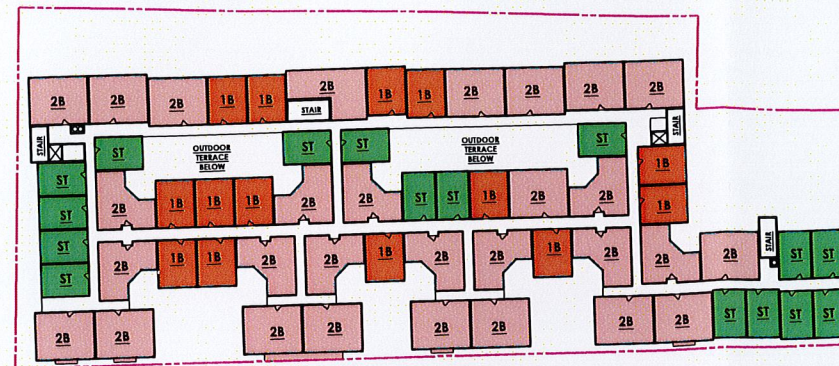 2B 2B 2B 1B 1B 2B 1B 1B 2B 2B 2B 2B
STAIR
STAIR
STAIR
ST
OUTDOOR
TERRACE
BELOW
ST
ST
OUTDOOR
TERRACE
BELOW
ST
1B
ST
2B 1B 1B 1B 2B
2B ST ST 1B 2B 2B
1B
ST
ST
2B 1B 1B 2B
2B 1B 2B
2B 1B 2B
2B 2B
STAIR
ST ST
ST
2B 2B
2B 2B
2B 2B
2B 2B
ST ST ST ST